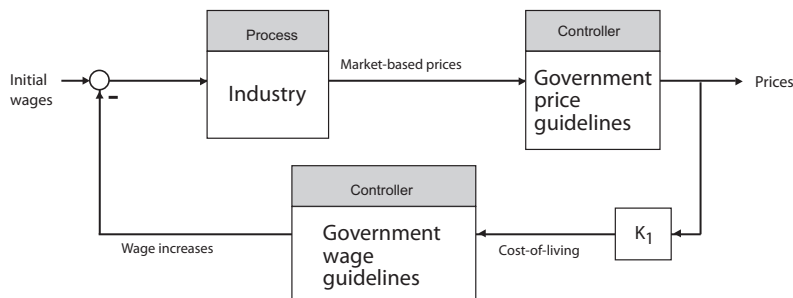 Process
Controller
Initial
wages
Industry
Market-based prices
Government
price
guidelines
Prices
-
Controller
Government
wage
guidelines
Wage increases
Cost-of-living
K1